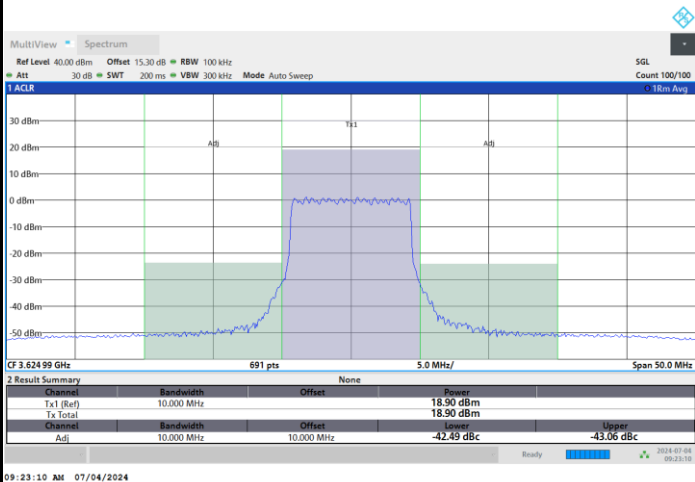 MultiView Spectrum
Ref Level 40.00 dBm Offset 15.30 dB RBW 100 kHz SGL
Att 30 dB SWT 200 ms VBW 300 kHz Mode Auto Sweep Count 100/100
1 ACLR 1Rm Avg
30 dBm
Tx1
20 dBm Adj Adj
10 dBm
0 dBm
-10 dBm
-20 dBm
-30 dBm
-40 dBm
-50 dBm
CF 3.62499 GHz 691 pts 5.0 MHz/ Span 50.0 MHz
2 Result Summary None
Channel Bandwidth Offset Power
Tx1 (Ref) 10.000 MHz 18.90 dBm
Tx Total 18.90 dBm
Channel Bandwidth Offset Lower Upper
Adj 10.000 MHz 10.000 MHz -42.49 dBc -43.06 dBc
Ready 2024-07-04
09:23:10
09:23:10 AM 07/04/2024